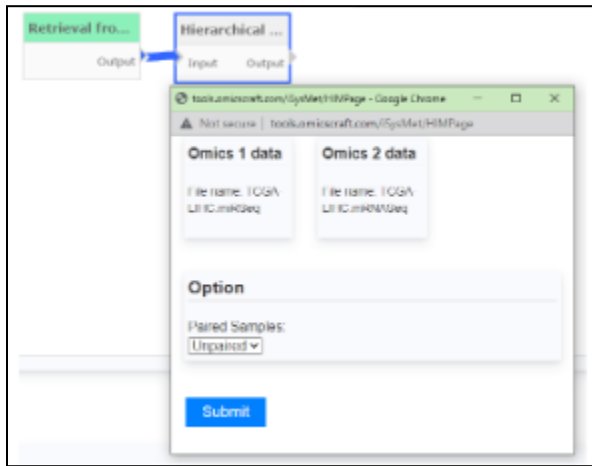 Retrieval fro...
Hierarchical ...
Output
Input
Output
tools.omicscraft.com/iSysMet/HIMPage - Google Chrome
Not secure | tools.omicscraft.com/iSysMet/HIMPage
Omics 1 data
Omics 2 data
File name: TCGA-
LIHC.miRSeq
File name: TCGA-
LIHC.mRNASeq
Option
Paired Samples:
Unpaired
Submit